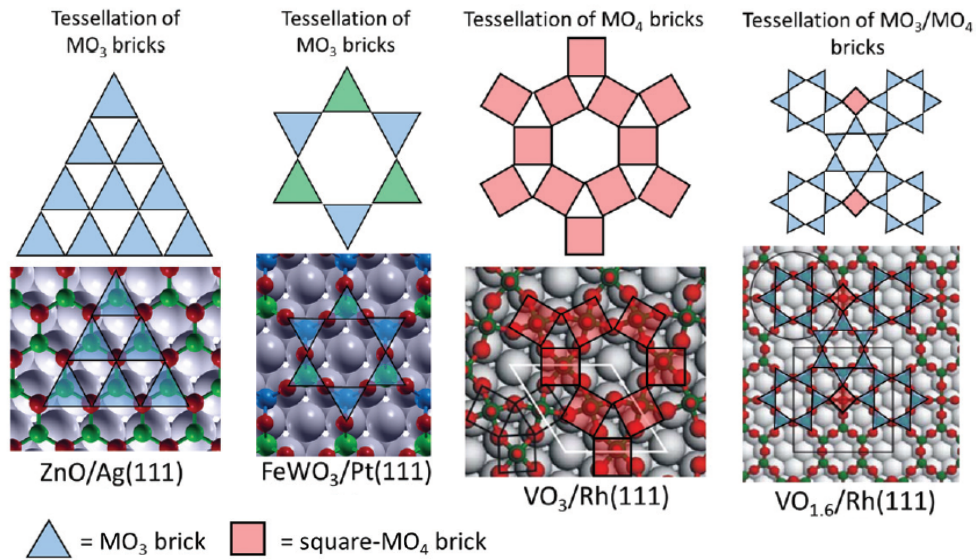 Tessellation of
MO₃ bricks
Tessellation of
MO₃ bricks
Tessellation of MO₄ bricks
Tessellation of MO₃/MO₄
bricks
ZnO/Ag(111)
FeWO₃/Pt(111)
VO₃/Rh(111)
VO₁.₆/Rh(111)
= MO₃ brick
= square-MO₄ brick